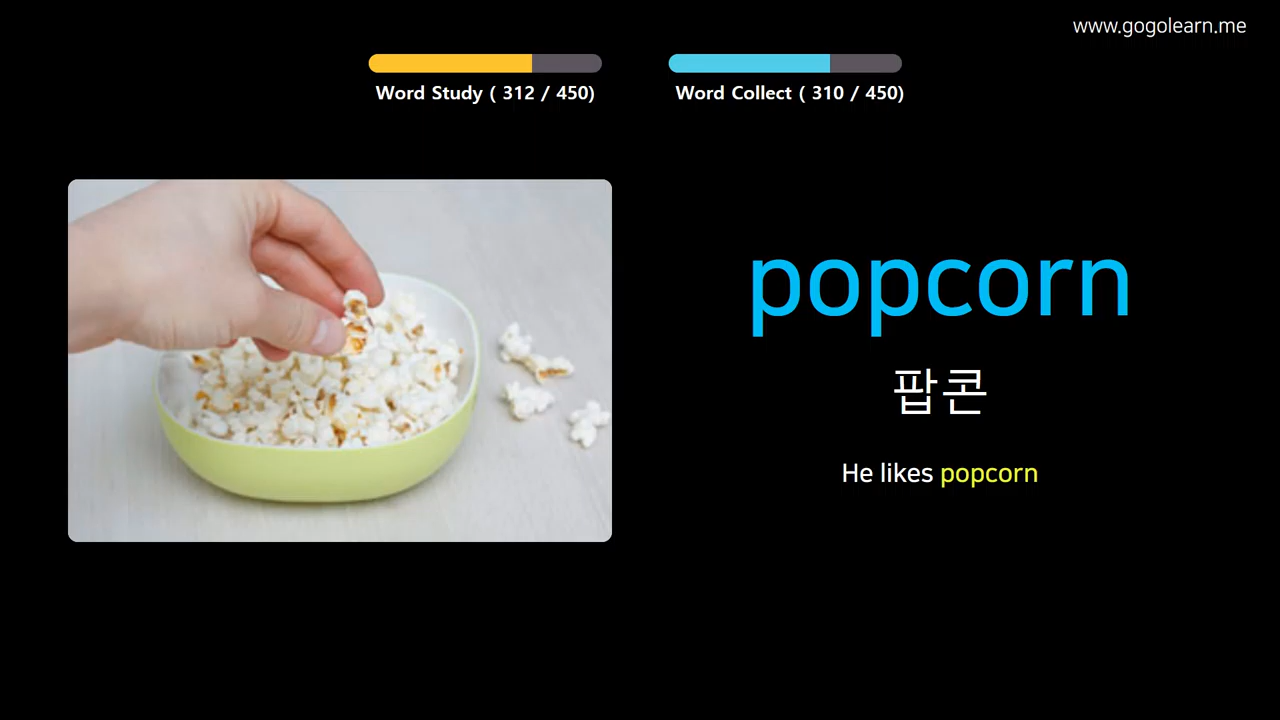 www.gogolearn.me
Word Study ( 312 / 450)
Word Collect ( 310 / 450)
popcorn
팝콘
He likes popcorn